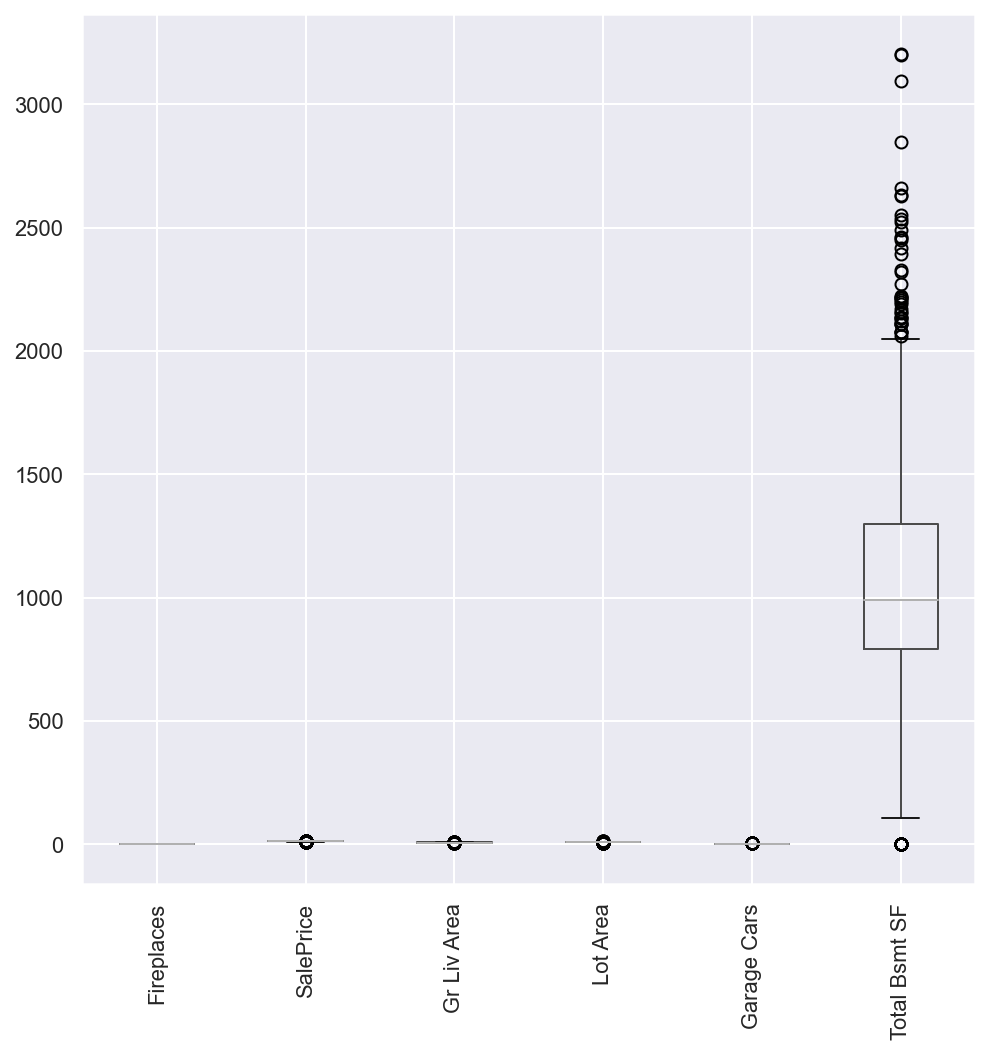 3000
2500
2000
1500
1000
500
0
Fireplaces
SalePrice
Gr Liv Area
Lot Area
Garage Cars
Total Bsmt SF